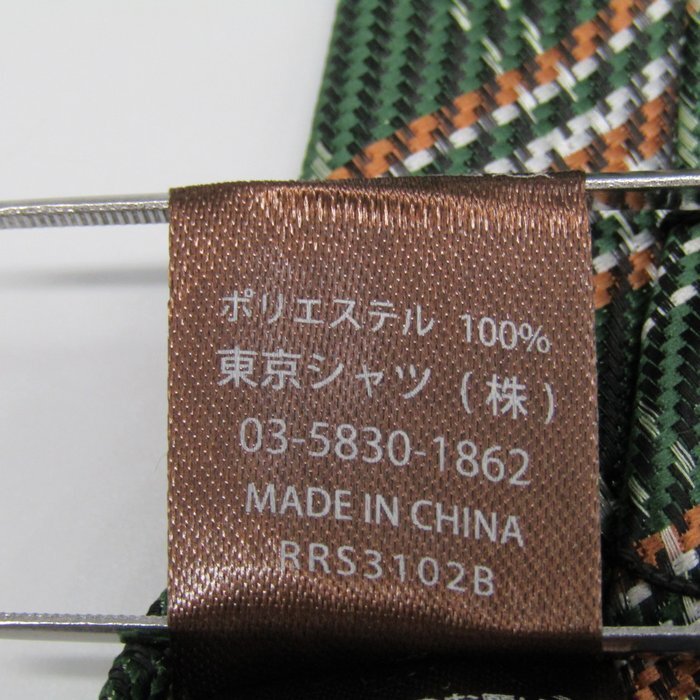 ポリエステル 100%
東京シャツ (株)
03-5830-1862
MADE IN CHINA
RRS3102B